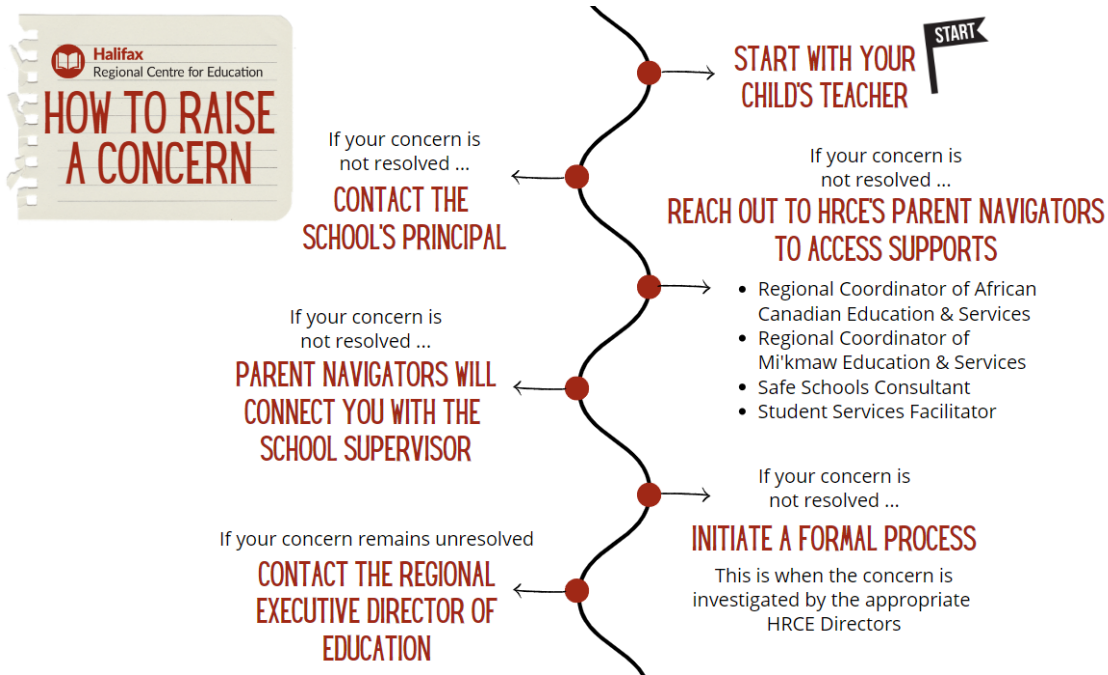 Halifax
Regional Centre for Education
HOW TO RAISE
A CONCERN
START WITH YOUR
CHILD'S TEACHER
START
If your concern is
not resolved ...
CONTACT THE
SCHOOL'S PRINCIPAL
If your concern is
not resolved ...
REACH OUT TO HRCE'S PARENT NAVIGATORS
TO ACCESS SUPPORTS
• Regional Coordinator of African
Canadian Education & Services
• Regional Coordinator of
Mi'kmaw Education & Services
• Safe Schools Consultant
• Student Services Facilitator
If your concern is
not resolved ...
PARENT NAVIGATORS WILL
CONNECT YOU WITH THE
SCHOOL SUPERVISOR
If your concern is
not resolved ...
INITIATE A FORMAL PROCESS
This is when the concern is
investigated by the appropriate
HRCE Directors
If your concern remains unresolved
CONTACT THE REGIONAL
EXECUTIVE DIRECTOR OF
EDUCATION